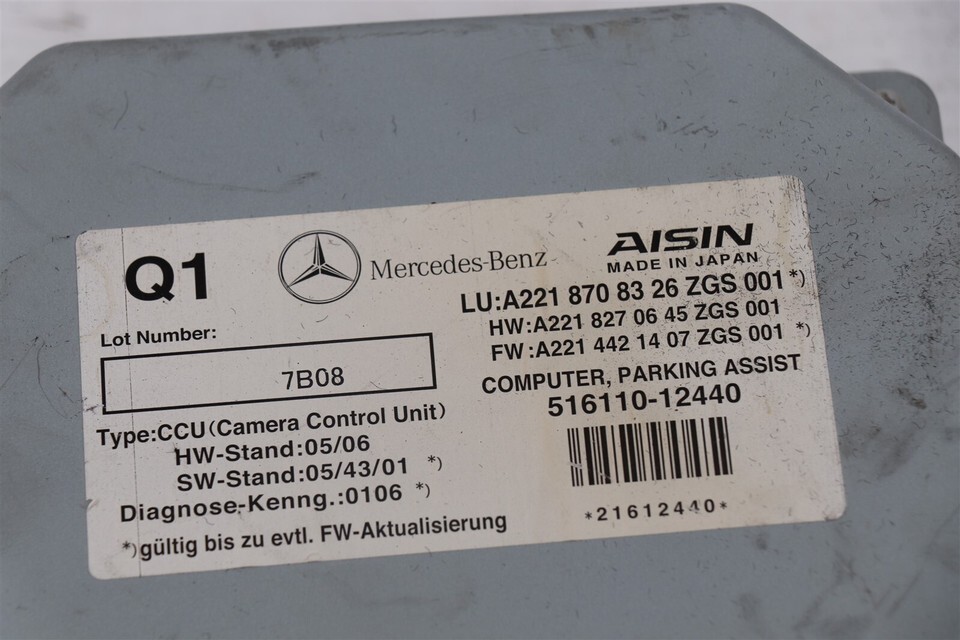 Q1
Mercedes-Benz
AISIN
MADE IN JAPAN
LU:A221 870 83 26 ZGS 001 *)
HW:A221 827 06 45 ZGS 001
FW:A221 442 14 07 ZGS 001 *)
COMPUTER, PARKING ASSIST
516110-12440
*21612440*
Lot Number:
7B08
Type:CCU(Camera Control Unit)
HW-Stand:05/06
SW-Stand:05/43/01 *)
Diagnose-Kenng.:0106 *)
*)gültig bis zu evtl. FW-Aktualisierung